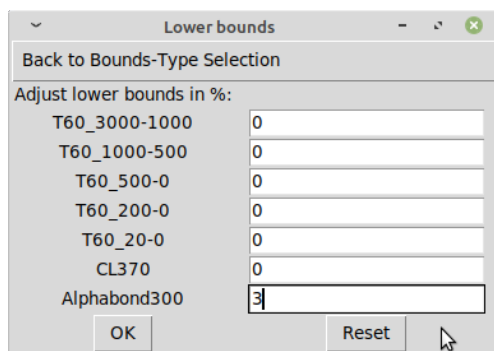 Lower bounds
Back to Bounds-Type Selection
Adjust lower bounds in %:
T60_3000-1000 0
T60_1000-500 0
T60_500-0 0
T60_200-0 0
T60_20-0 0
CL370 0
Alphabond300 3
OK Reset